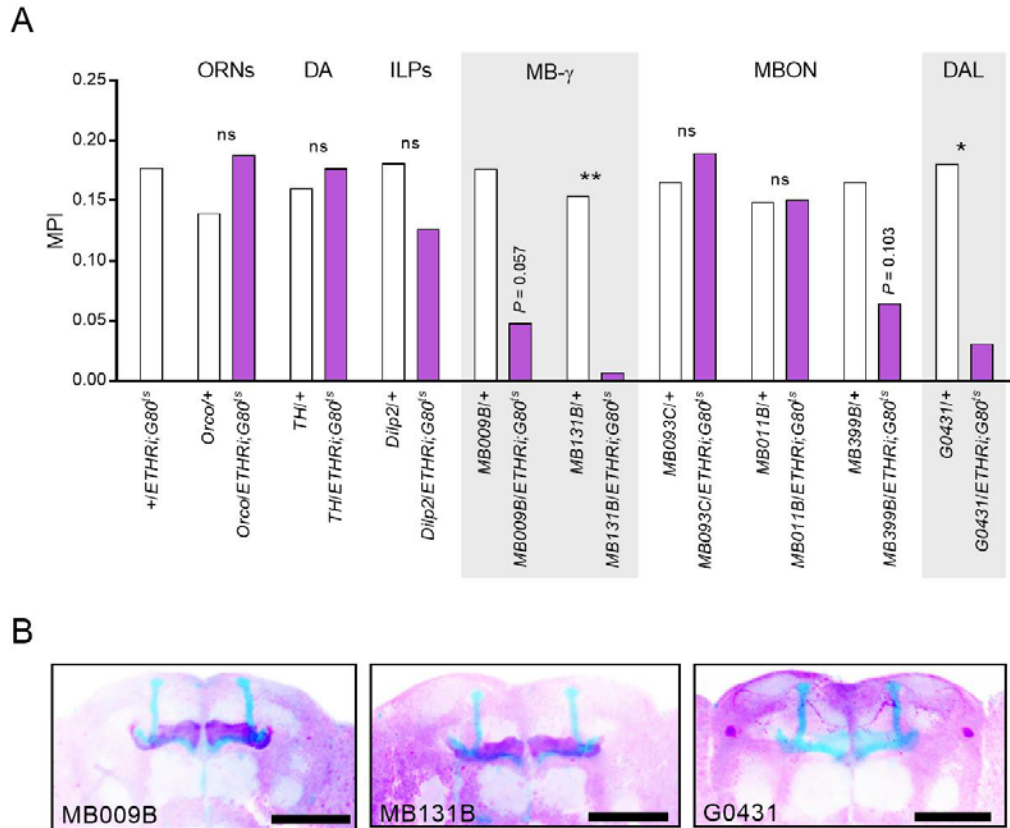 A
ORNs DA ILPs MB-γ MBON DAL
0.25
0.20
0.15
0.10
0.05
0.00
MPI
ns
ns
ns
P = 0.057
**
ns
ns
P = 0.103
*
+/ETHRi;G80ts
Orco/+
Orco/ETHRi;G80ts
TH/+
TH/ETHRi;G80ts
Dilp2/+
Dilp2/ETHRi;G80ts
MB009B/+
MB009B/ETHRi;G80ts
MB131B/+
MB131B/ETHRi;G80ts
MB093C/+
MB093C/ETHRi;G80ts
MB011B/+
MB011B/ETHRi;G80ts
MB399B/+
MB399B/ETHRi;G80ts
G0431/+
G0431/ETHRi;G80ts
B
MB009B
MB131B
G0431